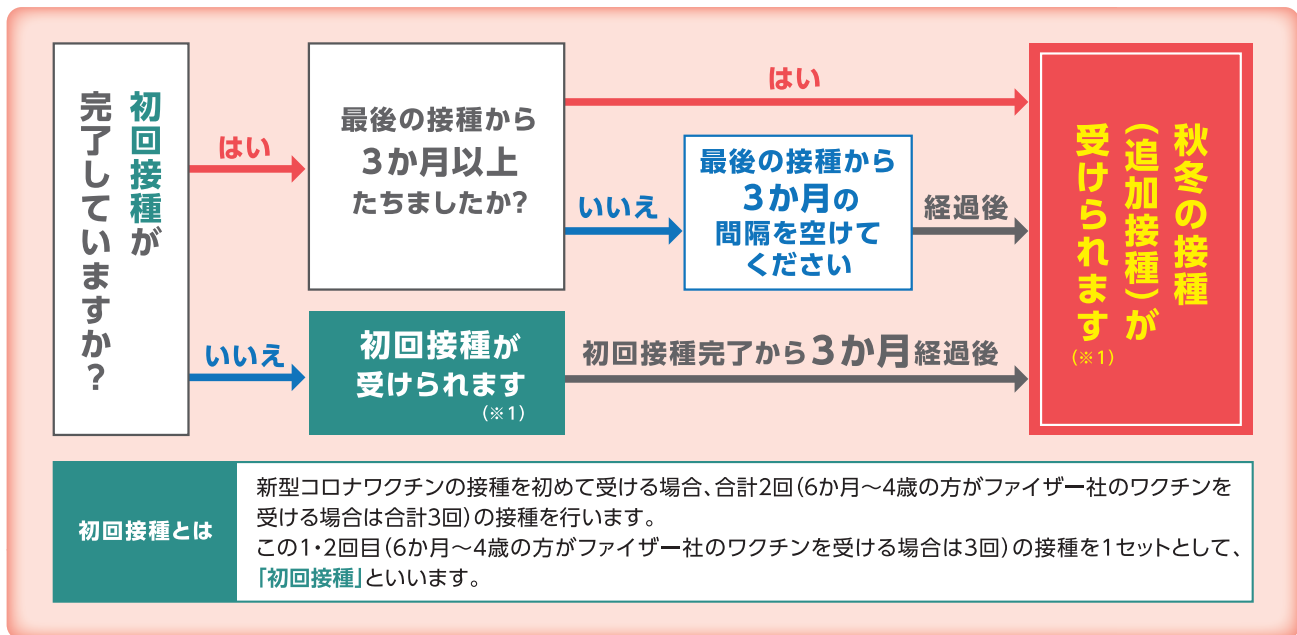 初回接種が
完了していますか？
はい
いいえ
最後の接種から
3か月以上
たちましたか?
はい
いいえ
最後の接種から
3か月の
間隔を空けて
ください
経過後
初回接種が
受けられます
(※1)
初回接種完了から3か月経過後
秋冬の接種
(追加接種)が
受けられます
(※1)
初回接種とは
新型コロナワクチンの接種を初めて受ける場合、合計2回(6か月～4歳の方がファイザー社のワクチンを
受ける場合は合計3回)の接種を行います。
この1・2回目(6か月～4歳の方がファイザー社のワクチンを受ける場合は3回)の接種を1セットとして、
「初回接種」といいます。